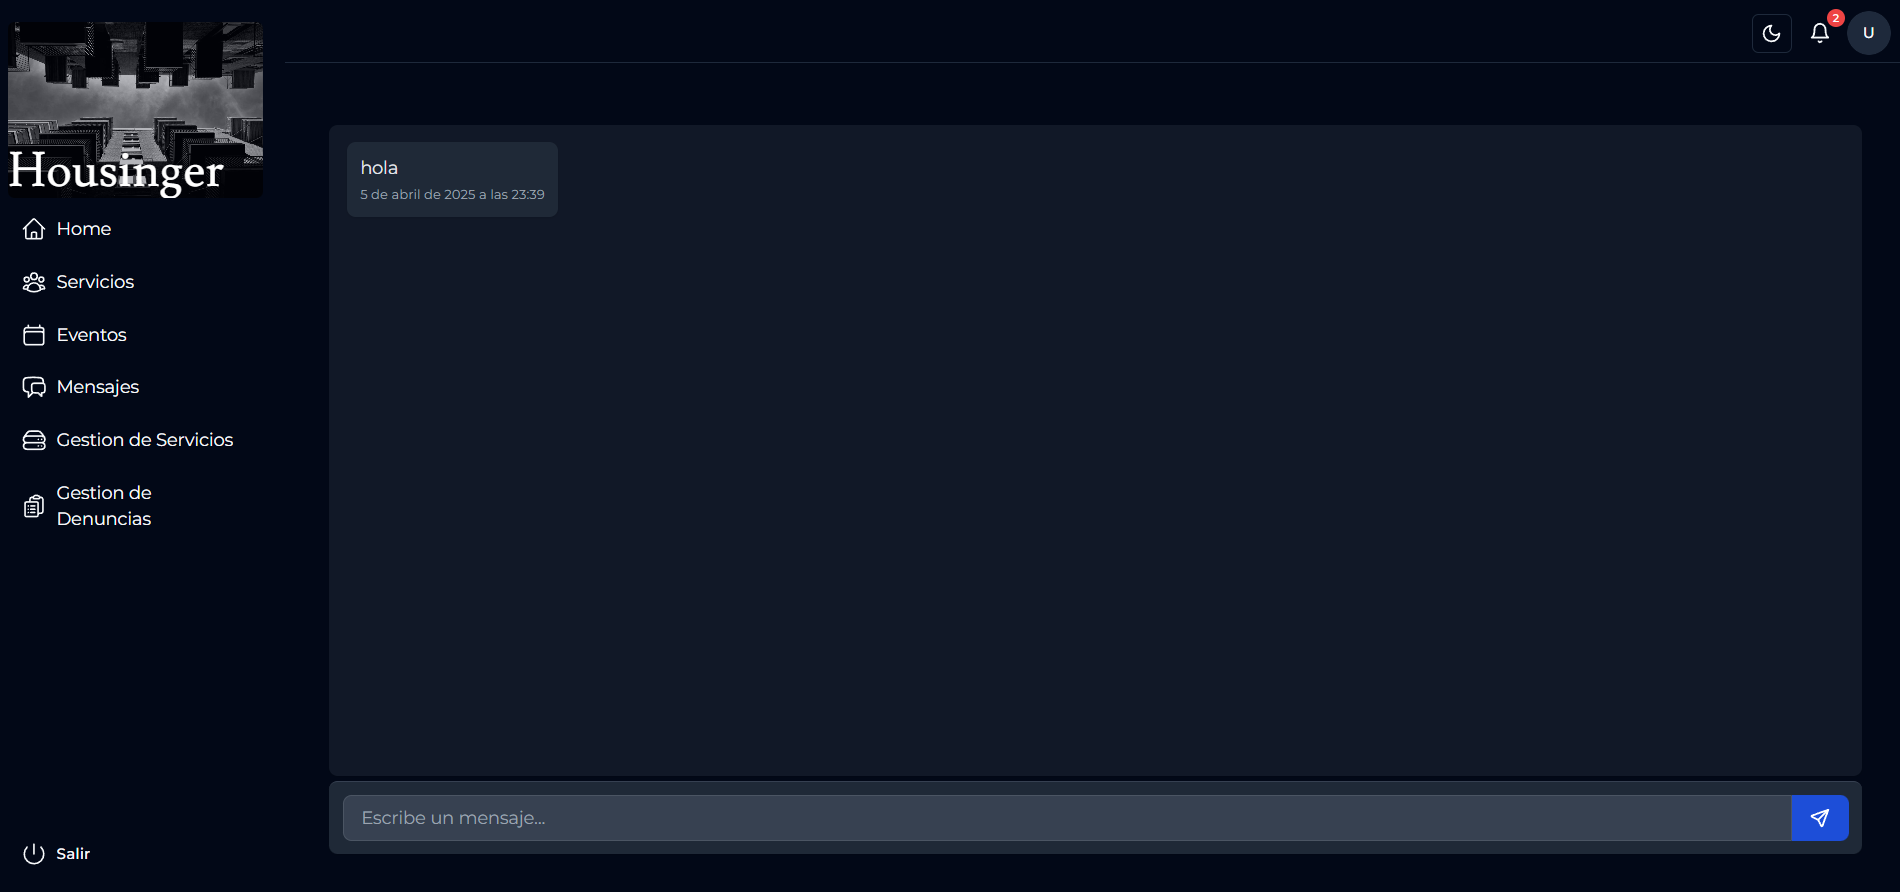 Housinger
Home
Servicios
Eventos
Mensajes
Gestion de Servicios
Gestion de
Denuncias
Salir
2
U
hola
5 de abril de 2025 a las 23:39
Escribe un mensaje...